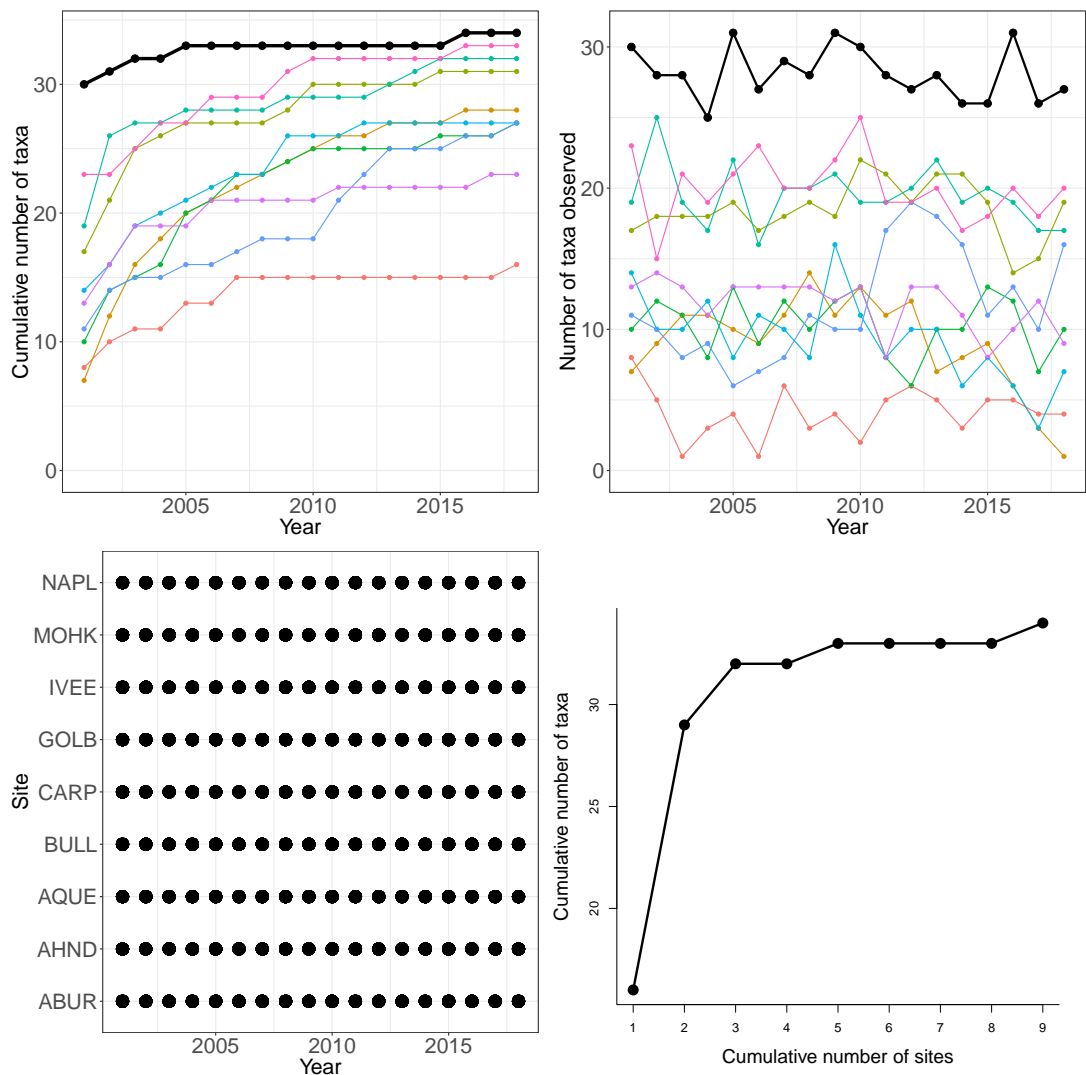 Cumulative number of taxa
30
20
10
0
2005 2010 2015
Year
Number of taxa observed
30
20
10
0
2005 2010 2015
Year
Site
NAPL
MOHK
IVEE
GOLB
CARP
BULL
AQUE
AHND
ABUR
2005 2010 2015
Year
Cumulative number of taxa
30
25
20
1 2 3 4 5 6 7 8 9
Cumulative number of sites